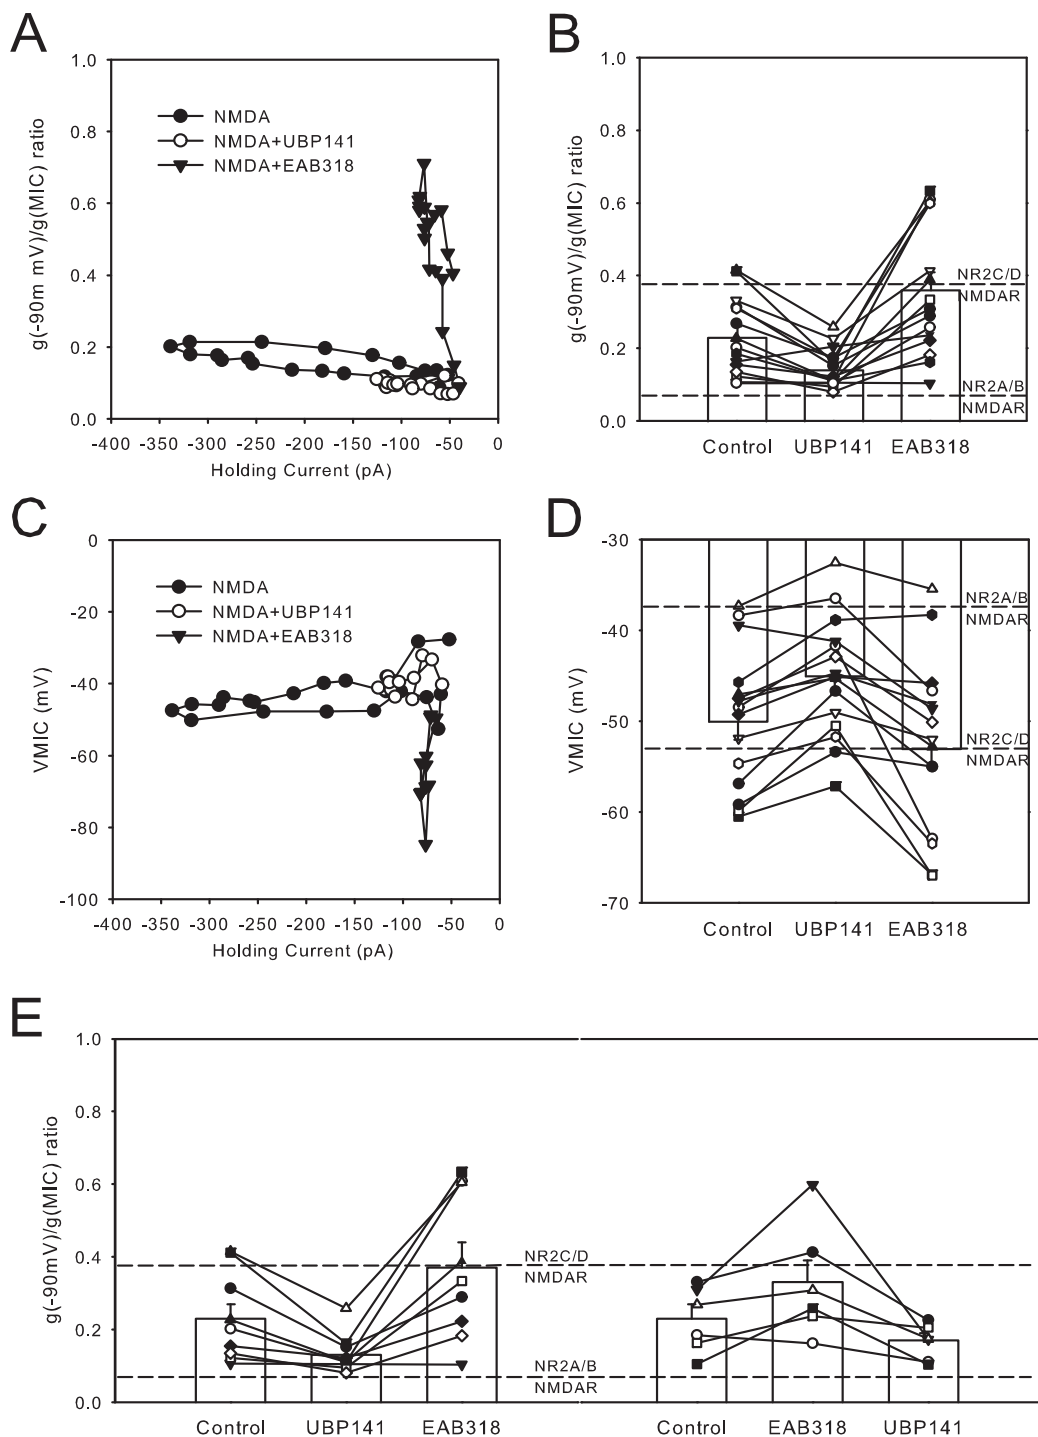 A
g(-90m mV)/g(MIC) ratio
1.0
0.8
0.6
0.4
0.2
0.0
NMDA
NMDA+UBP141
NMDA+EAB318
-400 -350 -300 -250 -200 -150 -100 -50 0
Holding Current (pA)
B
g(-90mV)/g(MIC) ratio
1.0
0.8
0.6
0.4
0.2
0.0
NR2C/D
NMDAR
NR2A/B
NMDAR
Control UBP141 EAB318
C
VMIC (mV)
0
-20
-40
-60
-80
-100
NMDA
NMDA+UBP141
NMDA+EAB318
-400 -350 -300 -250 -200 -150 -100 -50 0
Holding Current (pA)
D
VMIC (mV)
-30
-40
-50
-60
-70
NR2A/B
NMDAR
NR2C/D
NMDAR
Control UBP141 EAB318
E
g(-90mV)/g(MIC) ratio
1.0
0.8
0.6
0.4
0.2
0.0
NR2C/D
NMDAR
NR2A/B
NMDAR
Control UBP141 EAB318 Control EAB318 UBP141